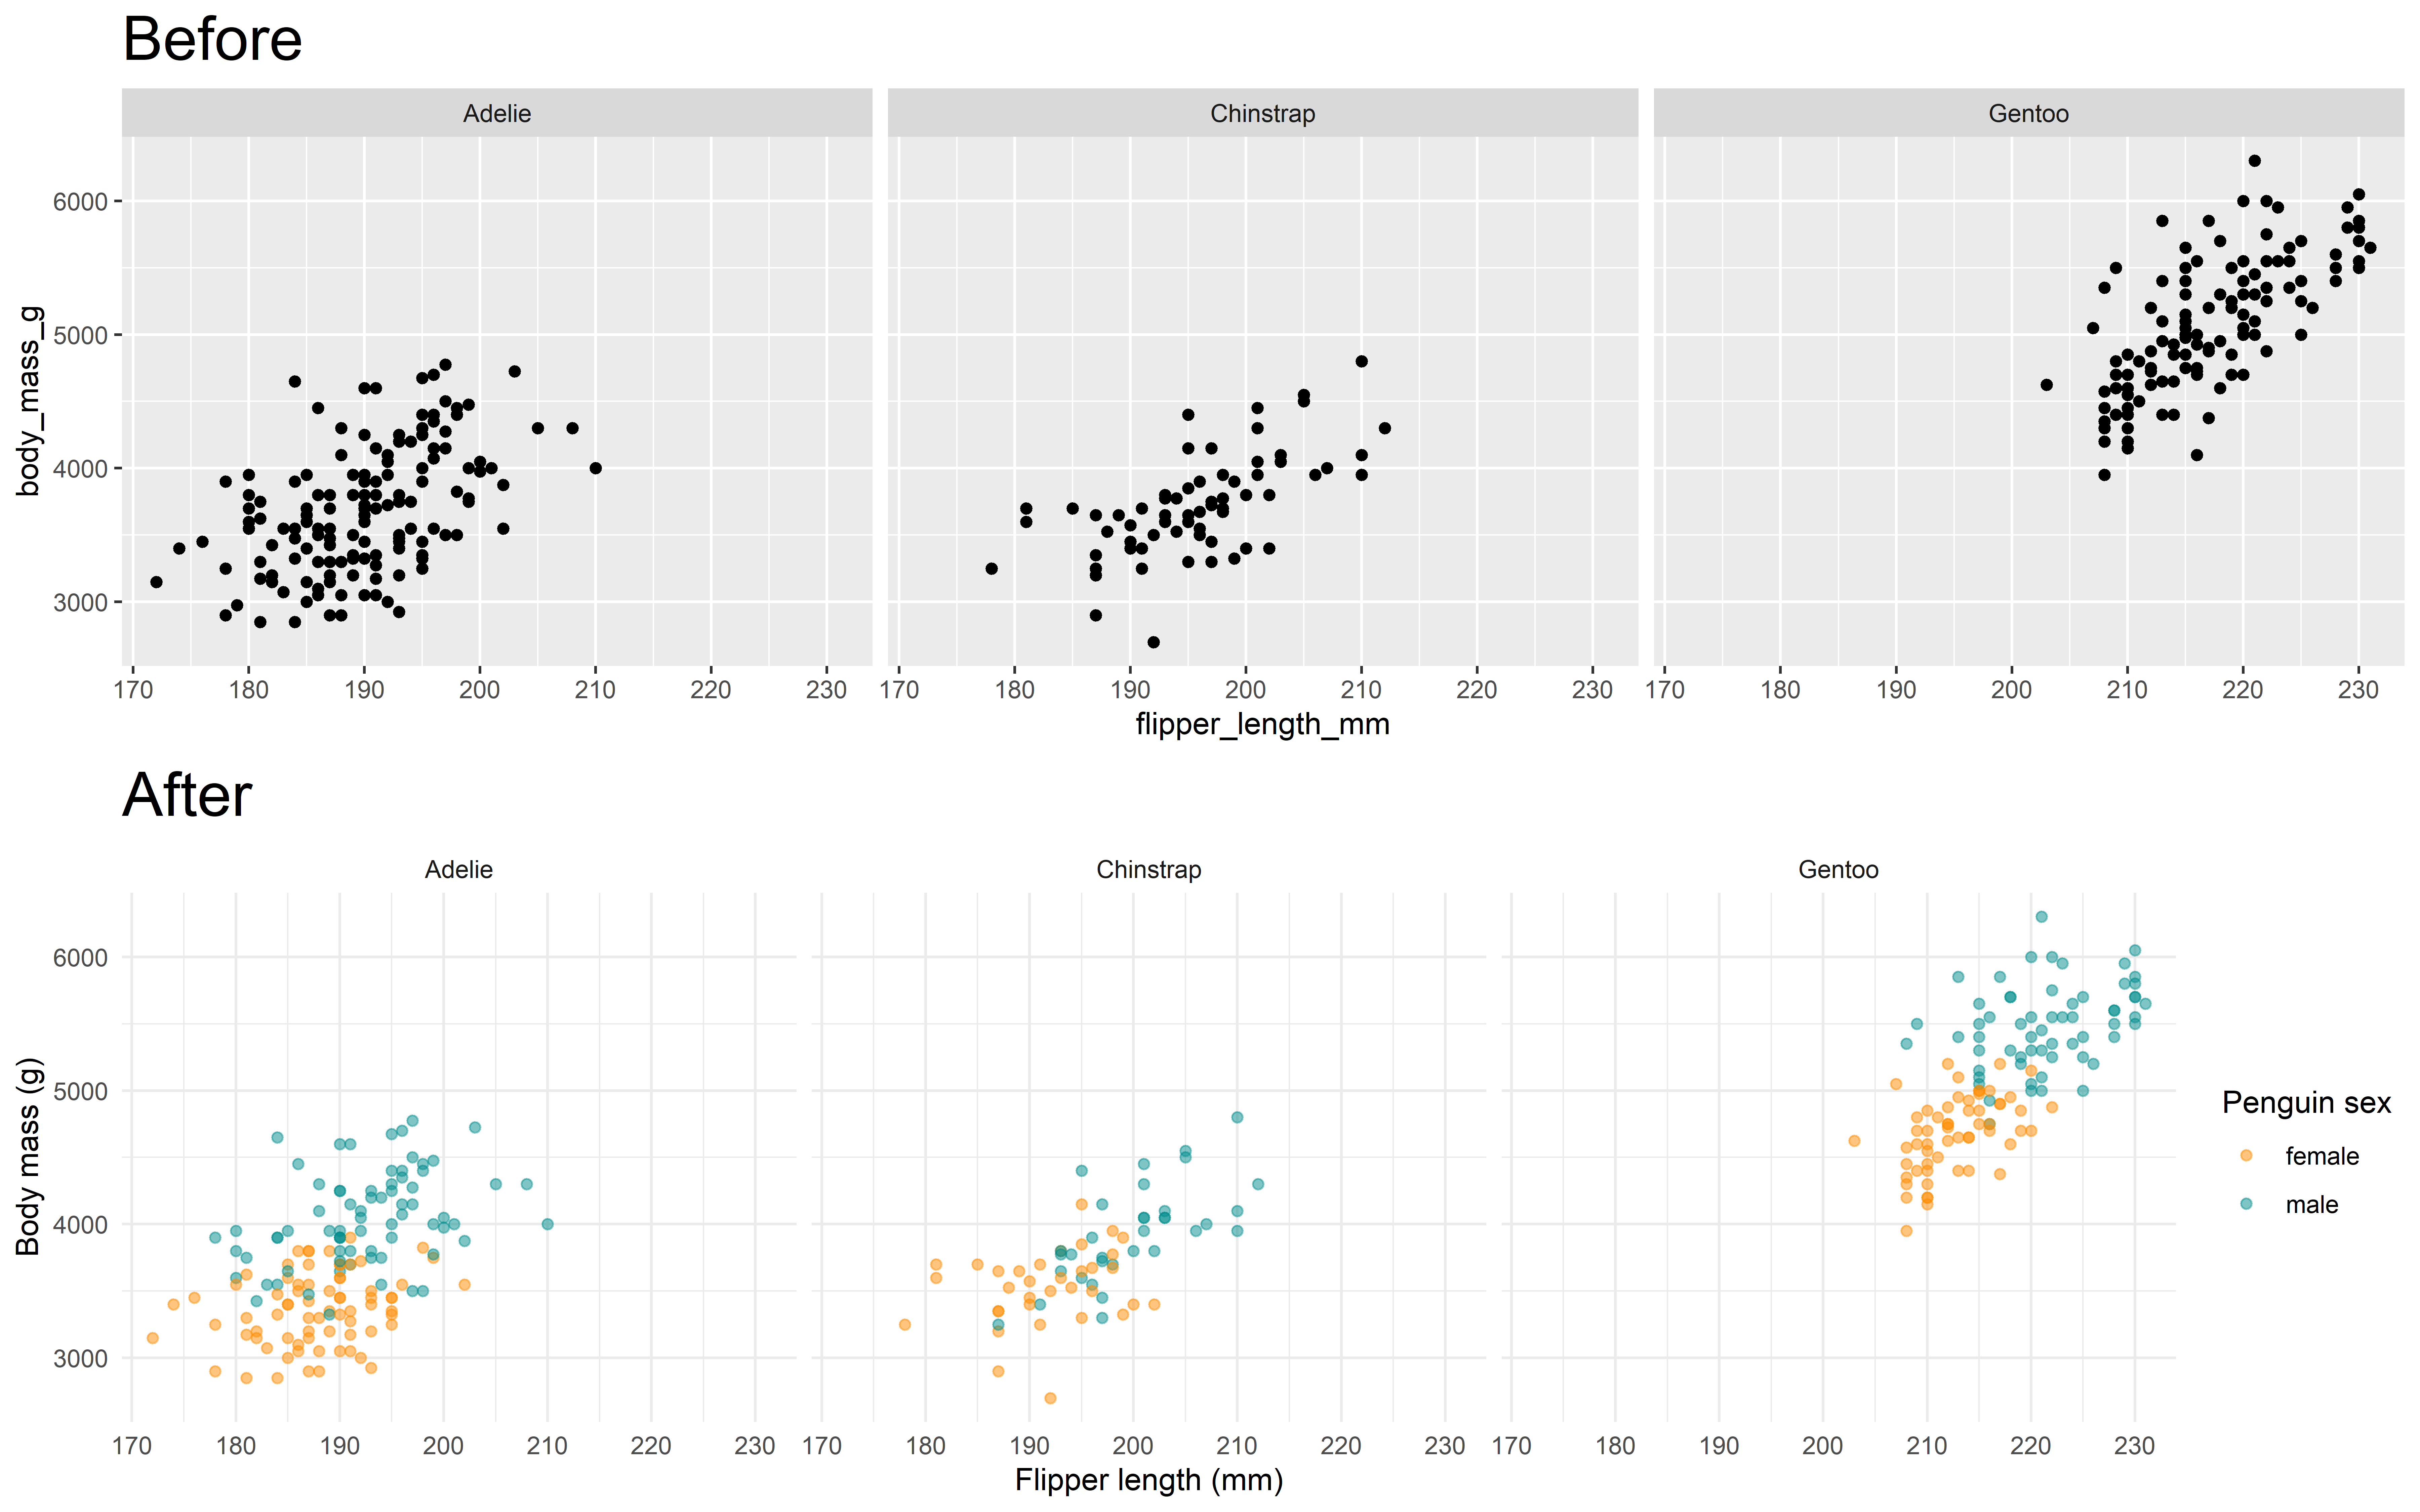 Before
Adelie Chinstrap Gentoo
6000
5000
4000
3000
body_mass_g
170 180 190 200 210 220 230 170 180 190 200 210 220 230 170 180 190 200 210 220 230
flipper_length_mm
After
Adelie Chinstrap Gentoo
6000
5000
4000
3000
Body mass (g)
170 180 190 200 210 220 230 170 180 190 200 210 220 230 170 180 190 200 210 220 230
Flipper length (mm)
Penguin sex
female
male